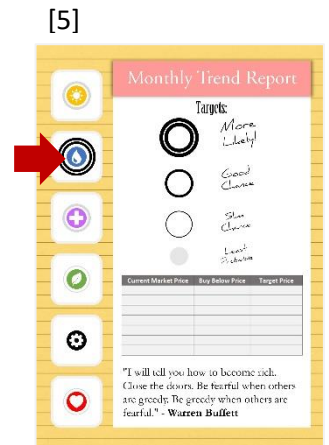 [5]
Monthly Trend Report
Targets:
More
Likely!
Good
Chance
Slim
Chance
Least
Current Market Price Buy Below Price Target Price
"I will tell you how to become rich.
Close the doors. Be fearful when others
are greedy. Be greedy when others are
fearful." - Warren Buffett